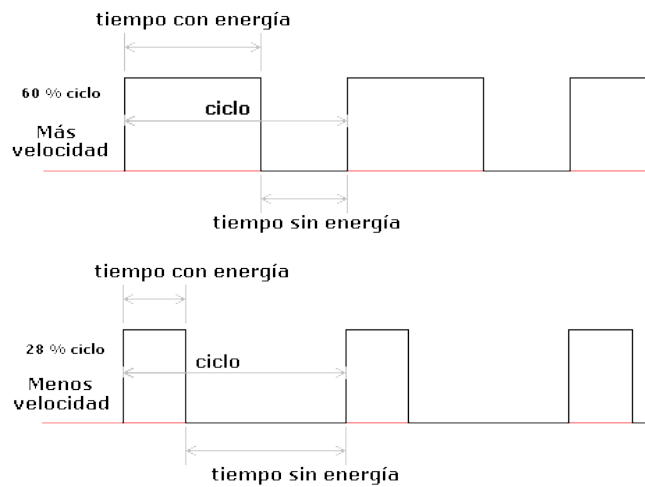 tiempo con energía
60 % ciclo
ciclo
Más
velocidad
tiempo sin energía
tiempo con energía
28 % ciclo
ciclo
Menos
velocidad
tiempo sin energía